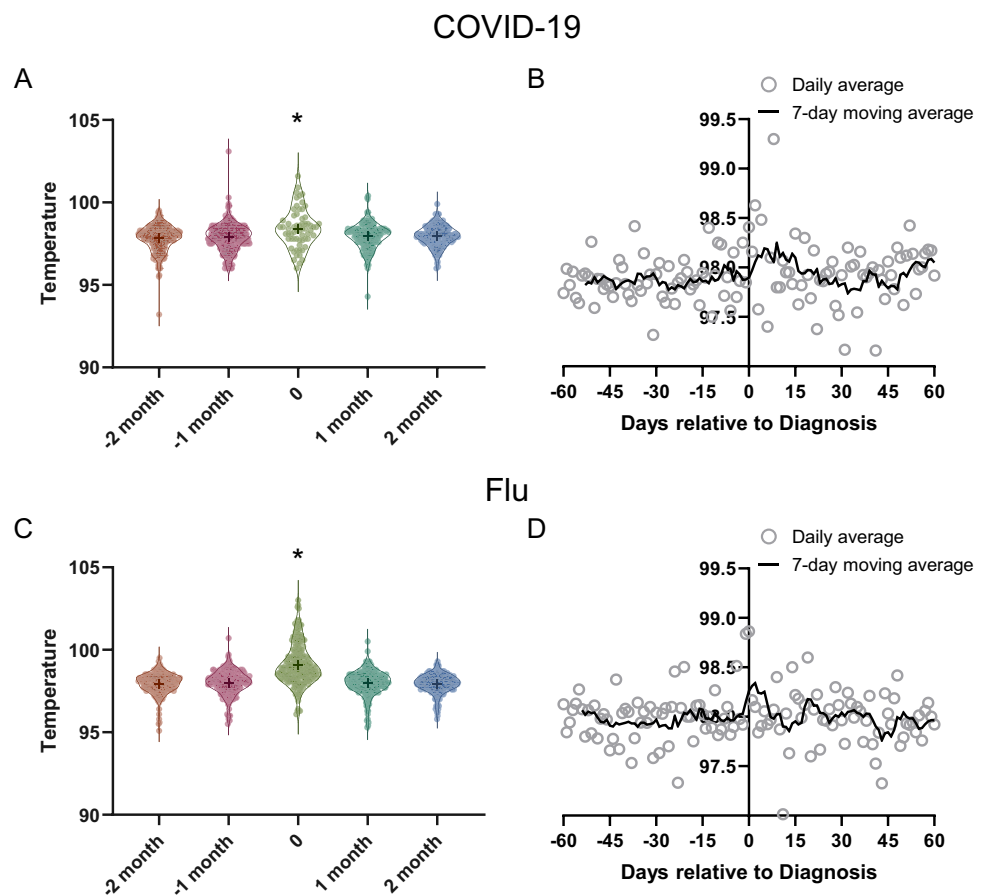 COVID-19
A
*
105
100
95
90
Temperature
-2 month
-1 month
0
1 month
2 month
B
Daily average
7-day moving average
99.5
99.0
98.5
98.0
97.5
-60 -45 -30 -15 0 15 30 45 60
Days relative to Diagnosis
Flu
C
*
105
100
95
90
Temperature
-2 month
-1 month
0
1 month
2 month
D
Daily average
7-day moving average
99.5
99.0
98.5
98.0
97.5
-60 -45 -30 -15 0 15 30 45 60
Days relative to Diagnosis